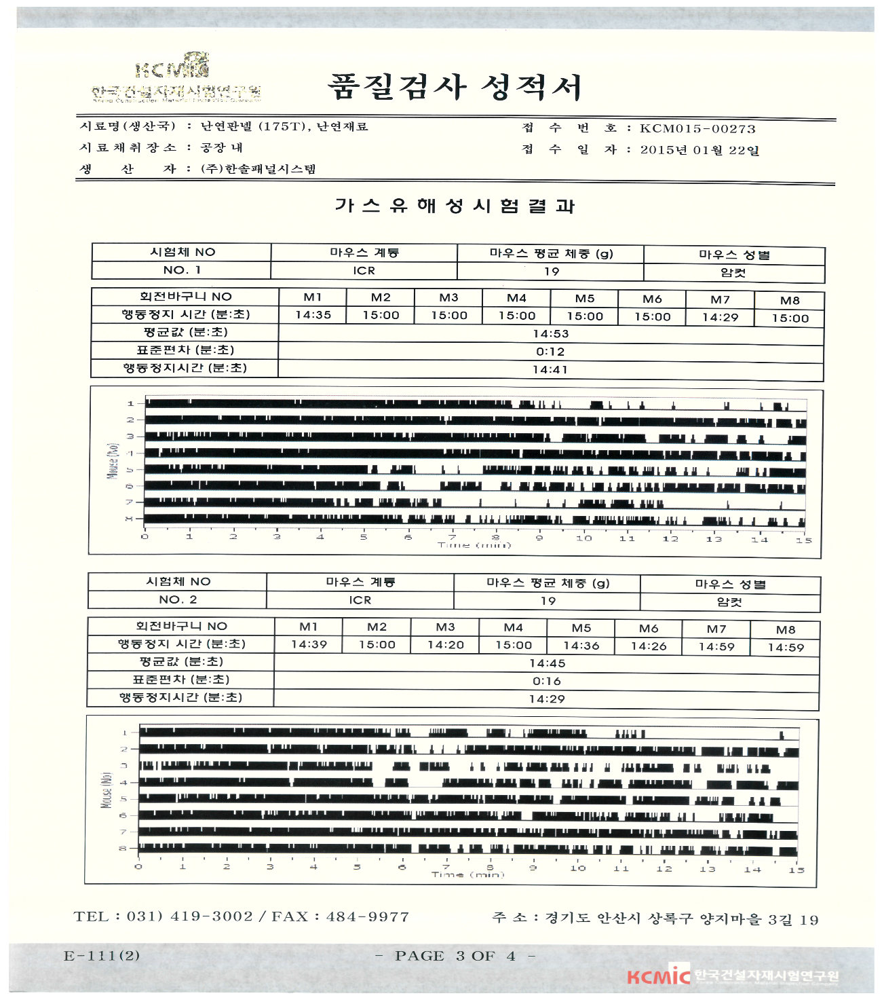 KCMIC
한국건설자재시험연구원
품질검사 성적서
시료명(생산국) : 난연판넬 (175T), 난연재료
접 수 번 호 : KCM015-00273
시료채취장소 : 공장 내
접 수 일 자 : 2015년 01월 22일
생 산 자 : (주)한솔패널시스템
가스유해성시험결과
시험체 NO 마우스 계통 마우스 평균 체중 (g) 마우스 성별
NO. 1 ICR 19 암컷
회전바구니 NO M1 M2 M3 M4 M5 M6 M7 M8
행동정지 시간 (분:초) 14:35 15:00 15:00 15:00 15:00 15:00 14:29 15:00
평균값 (분:초) 14:53
표준편차 (분:초) 0:12
행동정지시간 (분:초) 14:41
Mouse (No)
1
2
3
4
5
6
7
8
0 1 2 3 4 5 6 7 8 9 10 11 12 13 14 15
Time (min)
시험체 NO 마우스 계통 마우스 평균 체중 (g) 마우스 성별
NO. 2 ICR 19 암컷
회전바구니 NO M1 M2 M3 M4 M5 M6 M7 M8
행동정지 시간 (분:초) 14:39 15:00 14:20 15:00 14:36 14:26 14:59 14:59
평균값 (분:초) 14:45
표준편차 (분:초) 0:16
행동정지시간 (분:초) 14:29
Mouse (No)
1
2
3
4
5
6
7
8
0 1 2 3 4 5 6 7 8 9 10 11 12 13 14 15
Time (min)
TEL : 031) 419-3002 / FAX : 484-9977
주 소 : 경기도 안산시 상록구 양지마을 3길 19
E-111(2)
- PAGE 3 OF 4 -
KCMIC 한국건설자재시험연구원